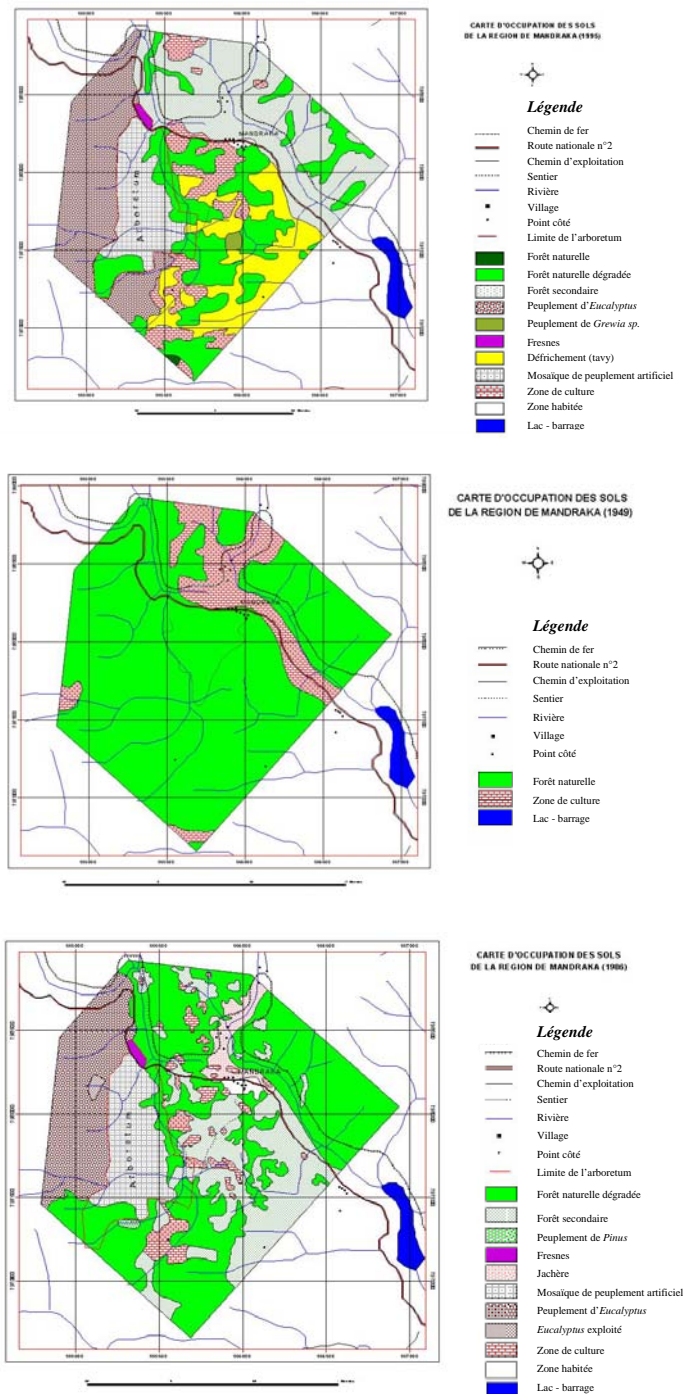 CARTE D'OCCUPATION DES SOLS
DE LA REGION DE MANDRAKA (1995)
Légende
Chemin de fer
Route nationale n°2
Chemin d'exploitation
Sentier
Rivière
Village
Point côté
Limite de l'arboretum
Forêt naturelle
Forêt naturelle dégradée
Forêt secondaire
Peuplement d'Eucalyptus
Peuplement de Grewia sp.
Fresnes
Défrichement (tavy)
Mosaïque de peuplement artificiel
Zone de culture
Zone habitée
Lac - barrage
MANDRAKA
Arboretum
CARTE D'OCCUPATION DES SOLS
DE LA REGION DE MANDRAKA (1949)
Légende
Chemin de fer
Route nationale n°2
Chemin d'exploitation
Sentier
Rivière
Village
Point côté
Forêt naturelle
Zone de culture
Lac - barrage
CARTE D'OCCUPATION DES SOLS
DE LA REGION DE MANDRAKA (1986)
Légende
Chemin de fer
Route nationale n°2
Chemin d'exploitation
Sentier
Rivière
Village
Point côté
Limite de l'arboretum
Forêt naturelle dégradée
Forêt secondaire
Peuplement de Pinus
Fresnes
Jachère
Mosaïque de peuplement artificiel
Peuplement d'Eucalyptus
Eucalyptus exploité
Zone de culture
Zone habitée
Lac - barrage
MANDRAKA
Arboretum